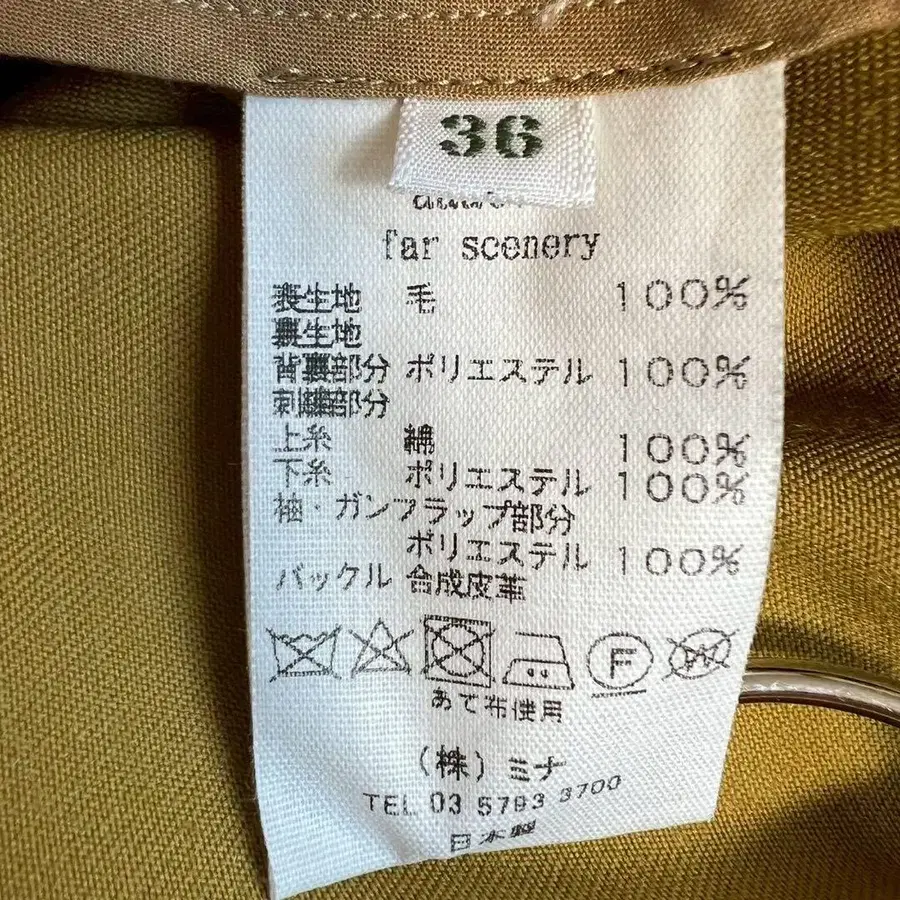 36
far scenery
表生地 毛 100%
裏生地
背裏部分 ポリエステル 100%
刺繍部分
上糸 綿 100%
下糸 ポリエステル 100%
袖・ガンフラップ部分
ポリエステル 100%
バックル 合成皮革
F W
あて布使用
(株)ミナ
TEL 03 5793 3700
日本製